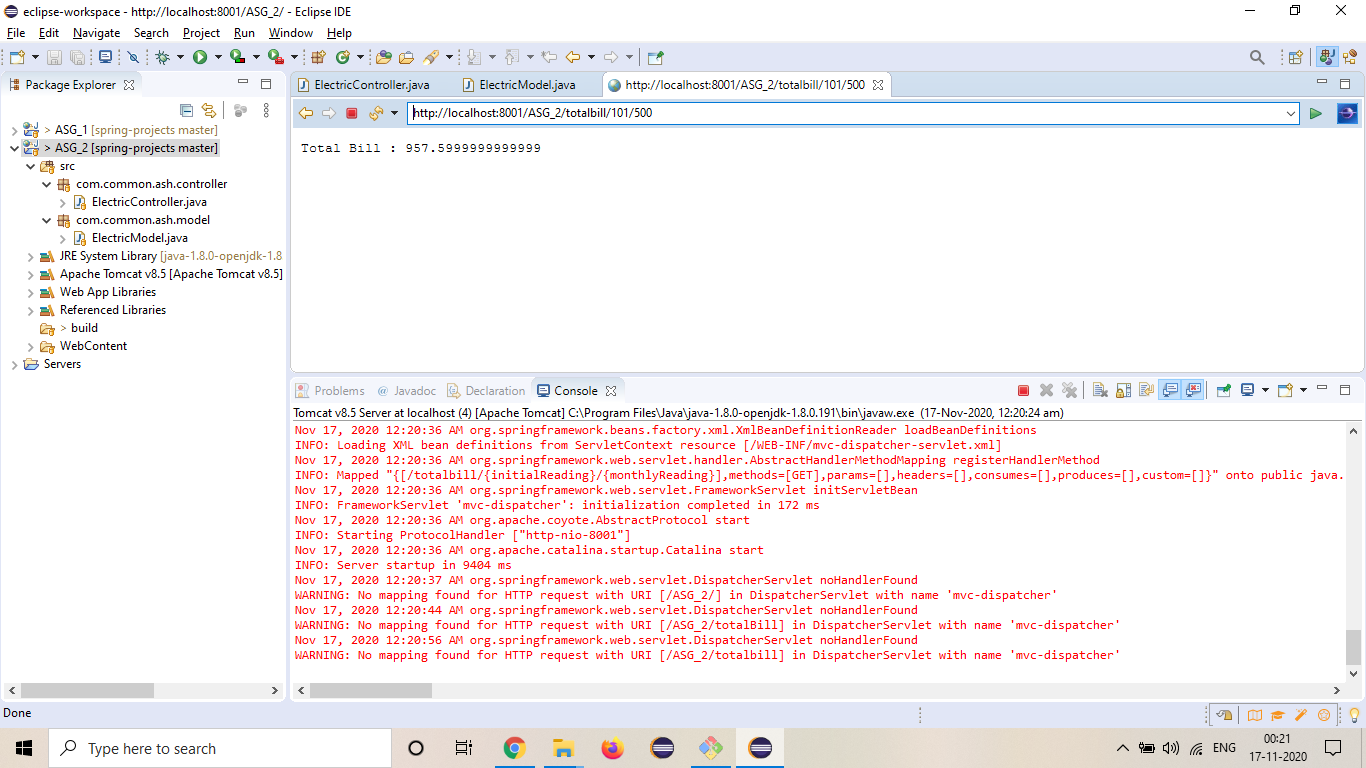 eclipse-workspace - http://localhost:8001/ASG_2/ - Eclipse IDE
File Edit Navigate Search Project Run Window Help
Package Explorer
> ASG_1 [spring-projects master]
> ASG_2 [spring-projects master]
src
com.common.ash.controller
ElectricController.java
com.common.ash.model
ElectricModel.java
JRE System Library [java-1.8.0-openjdk-1.8
Apache Tomcat v8.5 [Apache Tomcat v8.5]
Web App Libraries
Referenced Libraries
> build
WebContent
Servers
ElectricController.java ElectricModel.java http://localhost:8001/ASG_2/totalbill/101/500
http://localhost:8001/ASG_2/totalbill/101/500
Total Bill : 957.5999999999999
Problems @ Javadoc Declaration Console
Tomcat v8.5 Server at localhost (4) [Apache Tomcat] C:\Program Files\Java\java-1.8.0-openjdk-1.8.0.191\bin\javaw.exe (17-Nov-2020, 12:20:24 am)
Nov 17, 2020 12:20:36 AM org.springframework.beans.factory.xml.XmlBeanDefinitionReader loadBeanDefinitions
INFO: Loading XML bean definitions from ServletContext resource [/WEB-INF/mvc-dispatcher-servlet.xml]
Nov 17, 2020 12:20:36 AM org.springframework.web.servlet.handler.AbstractHandlerMethodMapping registerHandlerMethod
INFO: Mapped "{[/totalbill/{initialReading}/{monthlyReading}],methods=[GET],params=[],headers=[],consumes=[],produces=[],custom=[]}" onto public java.
Nov 17, 2020 12:20:36 AM org.springframework.web.servlet.FrameworkServlet initServletBean
INFO: FrameworkServlet 'mvc-dispatcher': initialization completed in 172 ms
Nov 17, 2020 12:20:36 AM org.apache.coyote.AbstractProtocol start
INFO: Starting ProtocolHandler ["http-nio-8001"]
Nov 17, 2020 12:20:36 AM org.apache.catalina.startup.Catalina start
INFO: Server startup in 9404 ms
Nov 17, 2020 12:20:37 AM org.springframework.web.servlet.DispatcherServlet noHandlerFound
WARNING: No mapping found for HTTP request with URI [/ASG_2/] in DispatcherServlet with name 'mvc-dispatcher'
Nov 17, 2020 12:20:44 AM org.springframework.web.servlet.DispatcherServlet noHandlerFound
WARNING: No mapping found for HTTP request with URI [/ASG_2/totalBill] in DispatcherServlet with name 'mvc-dispatcher'
Nov 17, 2020 12:20:56 AM org.springframework.web.servlet.DispatcherServlet noHandlerFound
WARNING: No mapping found for HTTP request with URI [/ASG_2/totalbill] in DispatcherServlet with name 'mvc-dispatcher'
Done
Type here to search
ENG
00:21
17-11-2020